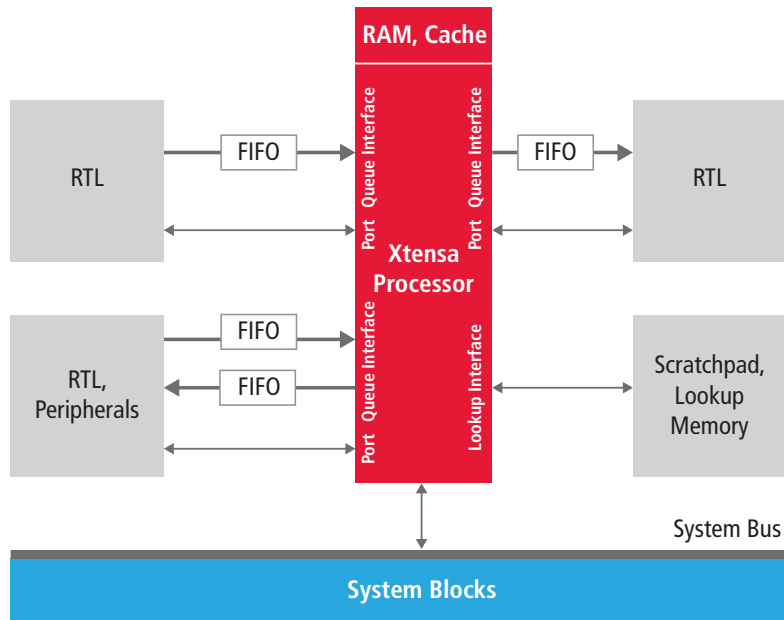 RAM, Cache
RTL
FIFO
Port Queue Interface
Port Queue Interface
FIFO
RTL
Xtensa
Processor
RTL,
Peripherals
FIFO
FIFO
Port Queue Interface
Lookup Interface
Scratchpad,
Lookup
Memory
System Bus
System Blocks